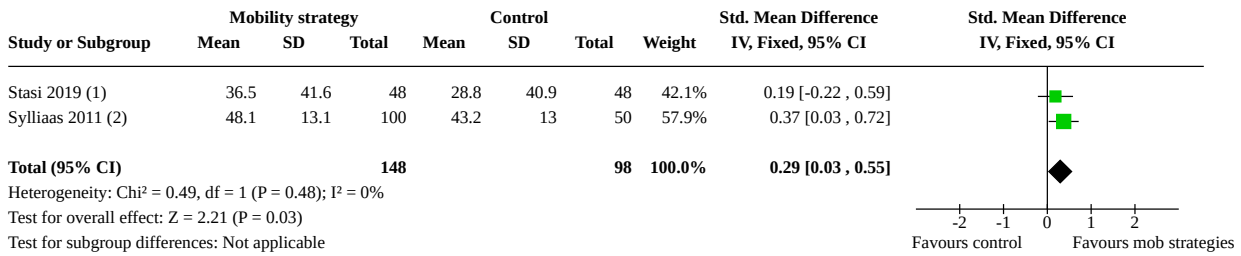 Mobility strategy Control Std. Mean Difference Std. Mean Difference
Study or Subgroup Mean SD Total Mean SD Total Weight IV, Fixed, 95% CI IV, Fixed, 95% CI
Stasi 2019 (1) 36.5 41.6 48 28.8 40.9 48 42.1% 0.19 [-0.22 , 0.59]
Sylliaas 2011 (2) 48.1 13.1 100 43.2 13 50 57.9% 0.37 [0.03 , 0.72]
Total (95% CI) 148 98 100.0% 0.29 [0.03 , 0.55]
Heterogeneity: Chi² = 0.49, df = 1 (P = 0.48); I² = 0%
Test for overall effect: Z = 2.21 (P = 0.03)
-2 -1 0 1 2
Test for subgroup differences: Not applicable
Favours control Favours mob strategies